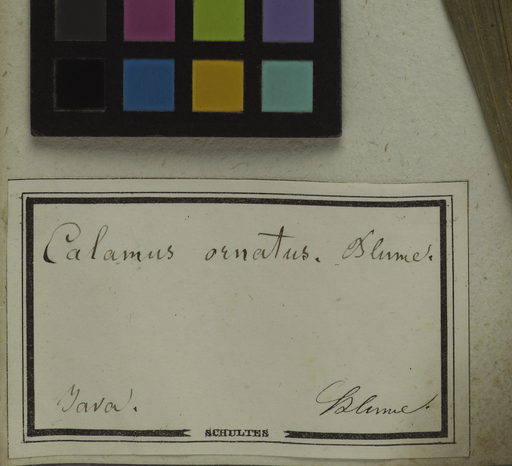 Calamus ornatus. Blume.
Java. Blume.
SCHULTES